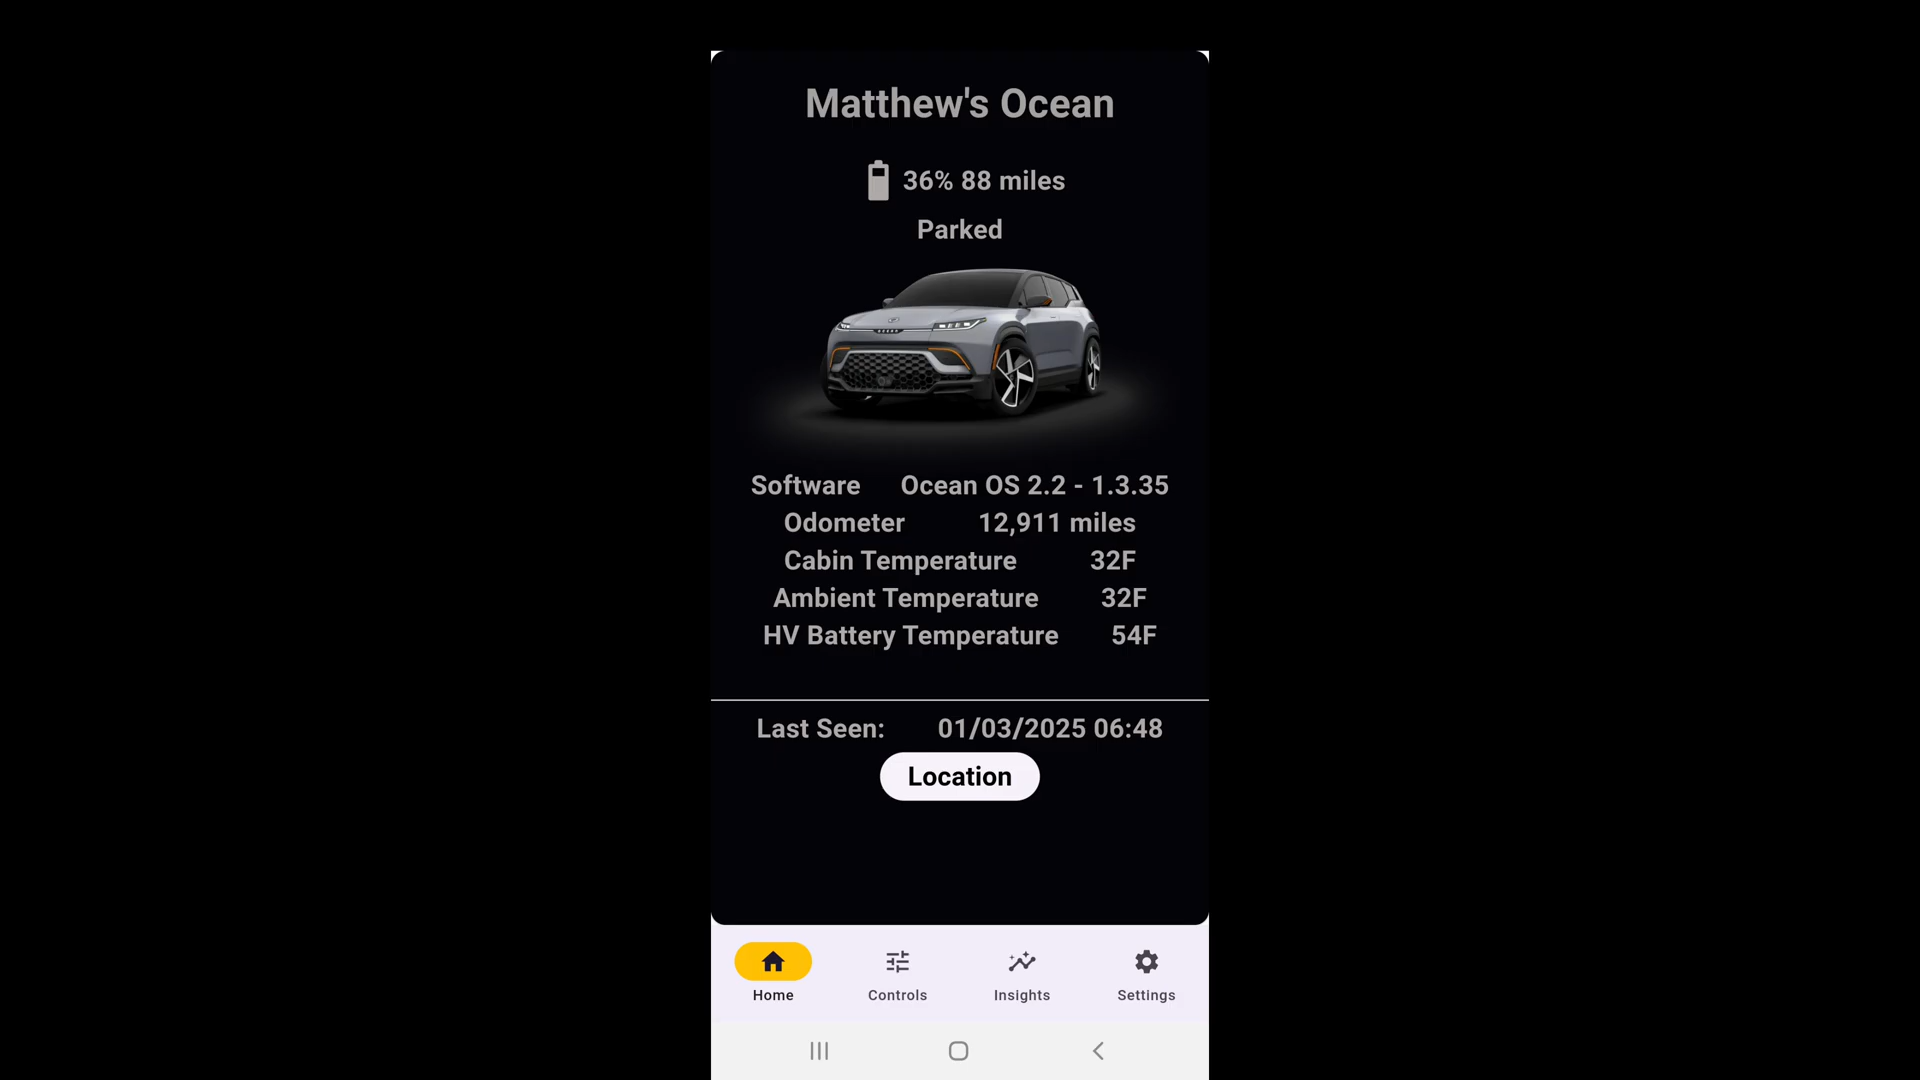 Matthew's Ocean
36% 88 miles
Parked
Software Ocean OS 2.2 - 1.3.35
Odometer 12,911 miles
Cabin Temperature 32F
Ambient Temperature 32F
HV Battery Temperature 54F
Last Seen: 01/03/2025 06:48
Location
Home Controls Insights Settings